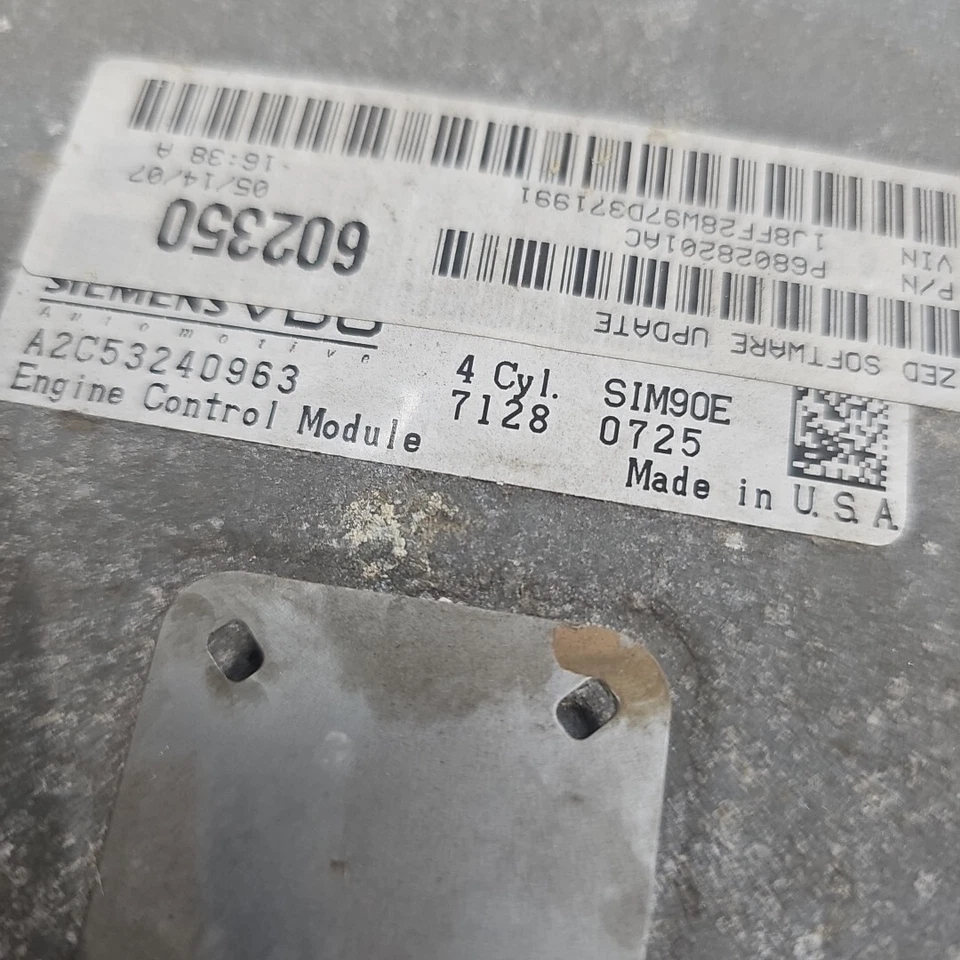 ZED SOFTWARE UPDATE
P/N P68028201AC
VIN 1J8FF28W97D371991
602350
05/14/07
-16:38 A
SIEMENS VDO
Automotive
A2C53240963 4 Cyl. SIM90E
Engine Control Module 7128 0725
Made in U.S.A